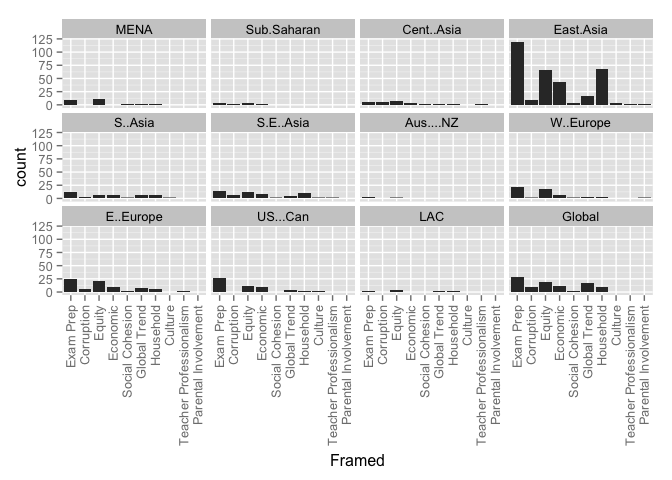 MENA Sub.Saharan Cent..Asia East.Asia
125
100
75
50
25
0
S..Asia S.E..Asia Aus....NZ W..Europe
125
100
75
50
25
0
E..Europe US...Can LAC Global
125
100
75
50
25
0
count
Exam Prep
Corruption
Equity
Economic
Social Cohesion
Global Trend
Household
Culture
Teacher Professionalism
Parental Involvement
Exam Prep
Corruption
Equity
Economic
Social Cohesion
Global Trend
Household
Culture
Teacher Professionalism
Parental Involvement
Exam Prep
Corruption
Equity
Economic
Social Cohesion
Global Trend
Household
Culture
Teacher Professionalism
Parental Involvement
Exam Prep
Corruption
Equity
Economic
Social Cohesion
Global Trend
Household
Culture
Teacher Professionalism
Parental Involvement
Framed